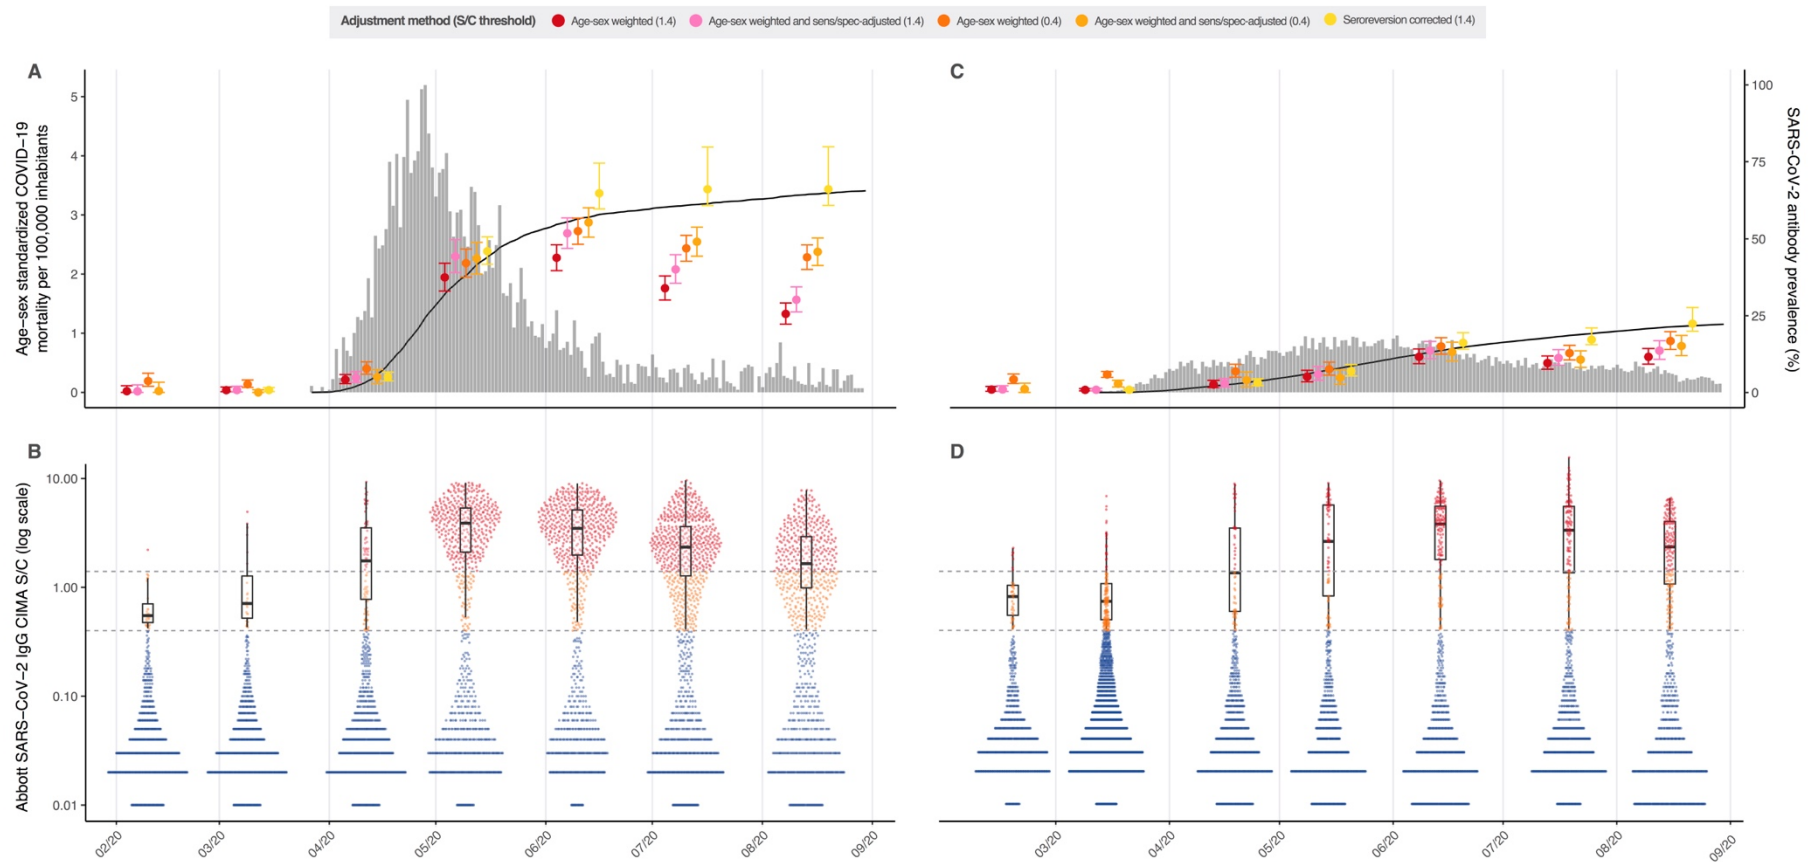 Adjustment method (S/C threshold) Age-sex weighted (1.4) Age-sex weighted and sens/spec-adjusted (1.4) Age-sex weighted (0.4) Age-sex weighted and sens/spec-adjusted (0.4) Seroreversion corrected (1.4)
A
C
Age−sex standardized COVID−19
mortality per 100,000 inhabitants
5
4
3
2
1
0
100
75
50
25
0
SARS-CoV-2 antibody prevalence (%)
B
D
Abbott SARS−CoV−2 IgG CIMA S/C (log scale)
10.00
1.00
0.10
0.01
02/20 03/20 04/20 05/20 06/20 07/20 08/20 09/20
03/20 04/20 05/20 06/20 07/20 08/20 09/20